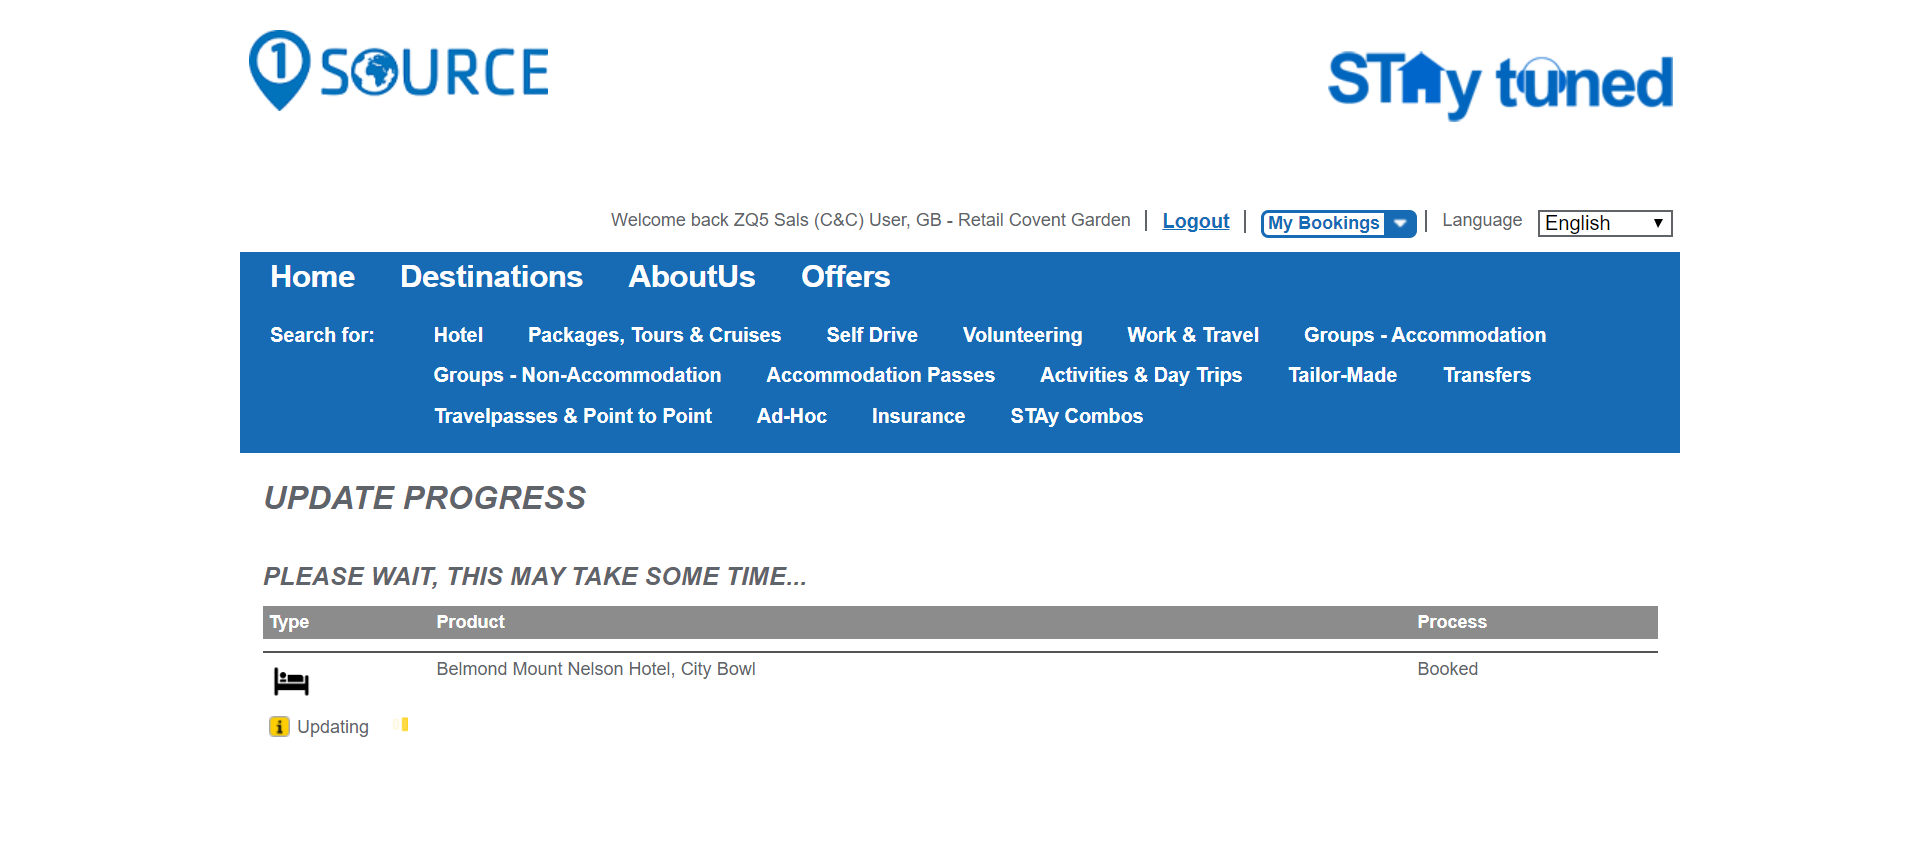 1 SOURCE
STAy tuned
Welcome back ZQ5 Sals (C&C) User, GB - Retail Covent Garden | Logout | My Bookings | Language English
Home Destinations AboutUs Offers
Search for: Hotel Packages, Tours & Cruises Self Drive Volunteering Work & Travel Groups - Accommodation
Groups - Non-Accommodation Accommodation Passes Activities & Day Trips Tailor-Made Transfers
Travelpasses & Point to Point Ad-Hoc Insurance STAy Combos
UPDATE PROGRESS
PLEASE WAIT, THIS MAY TAKE SOME TIME...
Type Product Process
Belmond Mount Nelson Hotel, City Bowl Booked
i Updating